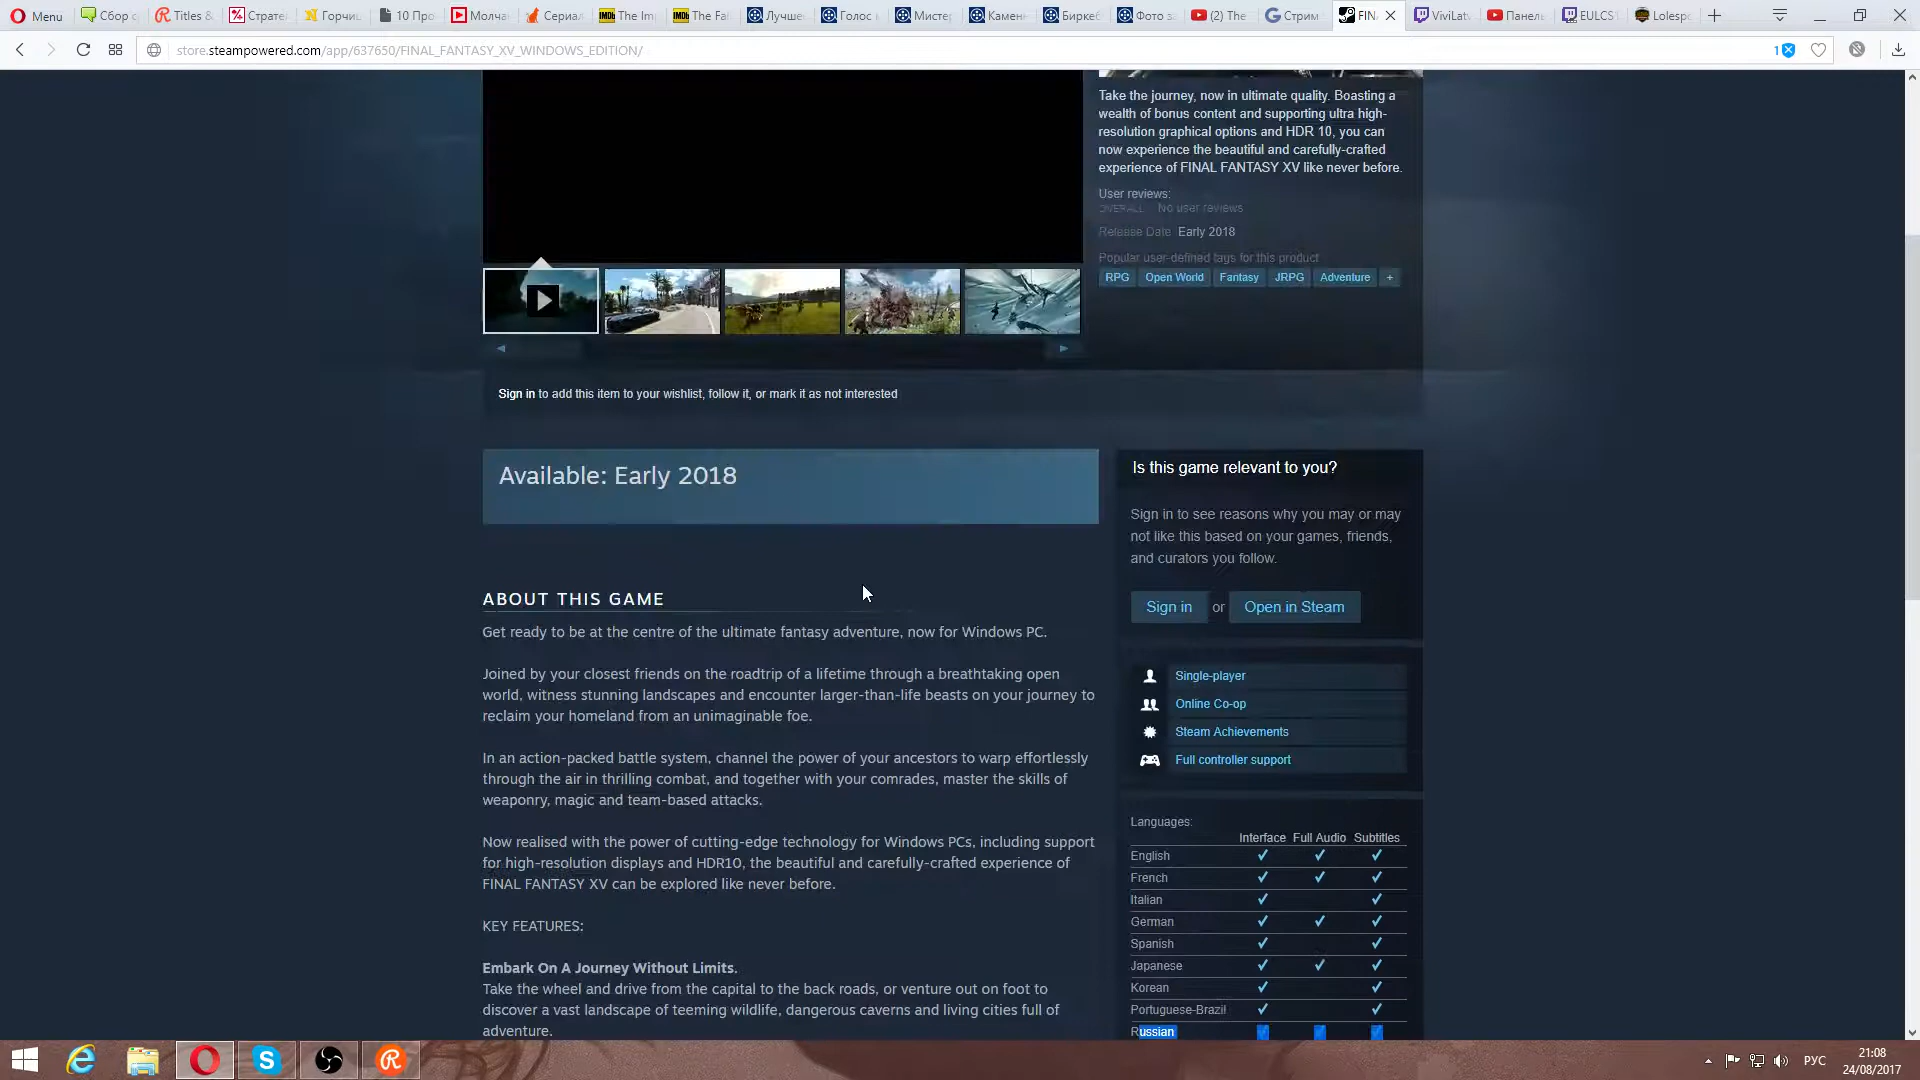 Menu
Сбор с
Titles &
Страте
Горчиц
10 Про
Молча
Сериал
The Im
The Fa
Лучше
Голос
Мистер
Камен
Биркеб
Фото з
(2) The
Стрим
FIN
ViviLatv
Панель
EULCS
Lolesp
store.steampowered.com/app/637650/FINAL_FANTASY_XV_WINDOWS_EDITION/
1
Take the journey, now in ultimate quality. Boasting a
wealth of bonus content and supporting ultra high-
resolution graphical options and HDR 10, you can
now experience the beautiful and carefully-crafted
experience of FINAL FANTASY XV like never before.
User reviews:
OVERALL No user reviews
Release Date Early 2018
Popular user-defined tags for this product
RPG Open World Fantasy JRPG Adventure +
Sign in to add this item to your wishlist, follow it, or mark it as not interested
Available: Early 2018
ABOUT THIS GAME
Get ready to be at the centre of the ultimate fantasy adventure, now for Windows PC.
Joined by your closest friends on the roadtrip of a lifetime through a breathtaking open
world, witness stunning landscapes and encounter larger-than-life beasts on your journey to
reclaim your homeland from an unimaginable foe.
In an action-packed battle system, channel the power of your ancestors to warp effortlessly
through the air in thrilling combat, and together with your comrades, master the skills of
weaponry, magic and team-based attacks.
Now realised with the power of cutting-edge technology for Windows PCs, including support
for high-resolution displays and HDR10, the beautiful and carefully-crafted experience of
FINAL FANTASY XV can be explored like never before.
KEY FEATURES:
Embark On A Journey Without Limits.
Take the wheel and drive from the capital to the back roads, or venture out on foot to
discover a vast landscape of teeming wildlife, dangerous caverns and living cities full of
adventure.
Is this game relevant to you?
Sign in to see reasons why you may or may
not like this based on your games, friends,
and curators you follow.
Sign in or Open in Steam
Single-player
Online Co-op
Steam Achievements
Full controller support
Languages:
Interface Full Audio Subtitles
English
French
Italian
German
Spanish
Japanese
Korean
Portuguese-Brazil
Russian
РУС
21:08
24/08/2017